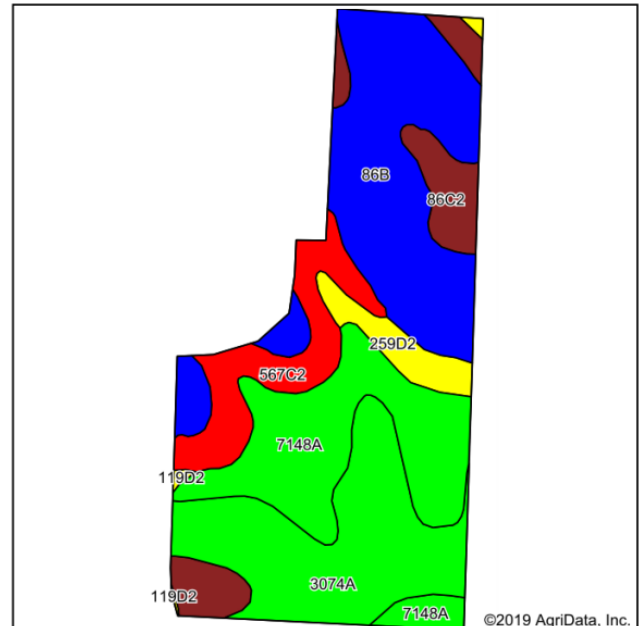 86B
86C2
259D2
567C2
7148A
119D2
3074A
119D2
7148A
©2019 AgriData, Inc.